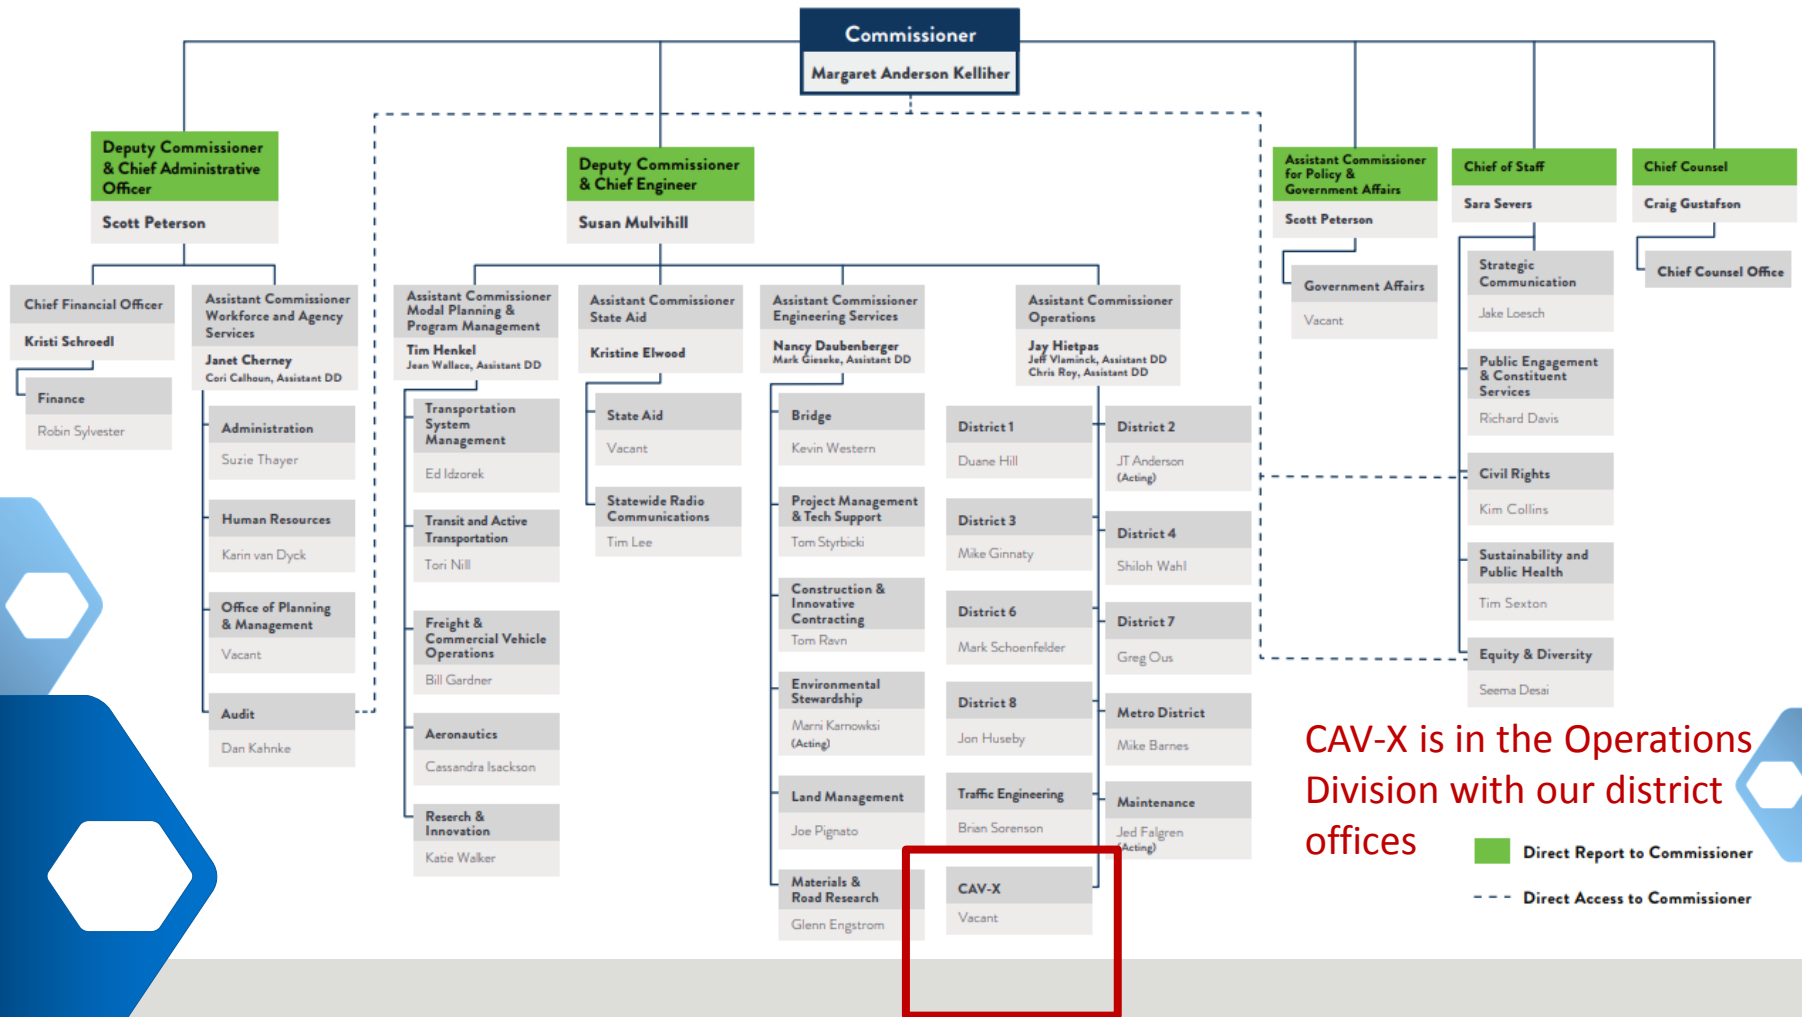 Commissioner
Margaret Anderson Kelliher
Deputy Commissioner
& Chief Administrative
Officer
Scott Peterson
Chief Financial Officer
Kristi Schroedl
Finance
Robin Sylvester
Assistant Commissioner
Workforce and Agency
Services
Janet Cherney
Cori Calhoun, Assistant DD
Administration
Suzie Thayer
Human Resources
Karin van Dyck
Office of Planning
& Management
Vacant
Audit
Dan Kahnke
Deputy Commissioner
& Chief Engineer
Susan Mulvihill
Assistant Commissioner
Modal Planning &
Program Management
Tim Henkel
Jean Wallace, Assistant DD
Transportation
System
Management
Ed Idzorek
Transit and Active
Transportation
Tori Nill
Freight &
Commercial Vehicle
Operations
Bill Gardner
Aeronautics
Cassandra Isackson
Reserch &
Innovation
Katie Walker
Assistant Commissioner
State Aid
Kristine Elwood
State Aid
Vacant
Statewide Radio
Communications
Tim Lee
Assistant Commissioner
Engineering Services
Nancy Daubenberger
Mark Gieseke, Assistant DD
Bridge
Kevin Western
Project Management
& Tech Support
Tom Styrbicki
Construction &
Innovative
Contracting
Tom Ravn
Environmental
Stewardship
Marni Karnowksi
(Acting)
Land Management
Joe Pignato
Materials &
Road Research
Glenn Engstrom
Assistant Commissioner
Operations
Jay Hietpas
Jeff Vlaminck, Assistant DD
Chris Roy, Assistant DD
District 1
Duane Hill
District 2
JT Anderson
(Acting)
District 3
Mike Ginnaty
District 4
Shiloh Wahl
District 6
Mark Schoenfelder
District 7
Greg Ous
District 8
Jon Huseby
Metro District
Mike Barnes
Traffic Engineering
Brian Sorenson
Maintenance
Jed Falgren
(Acting)
CAV-X
Vacant
Assistant Commissioner
for Policy &
Government Affairs
Scott Peterson
Government Affairs
Vacant
Chief of Staff
Sara Severs
Strategic
Communication
Jake Loesch
Public Engagement
& Constituent
Services
Richard Davis
Civil Rights
Kim Collins
Sustainability and
Public Health
Tim Sexton
Equity & Diversity
Seema Desai
Chief Counsel
Craig Gustafson
Chief Counsel Office
CAV-X is in the Operations
Division with our district
offices
Direct Report to Commissioner
Direct Access to Commissioner